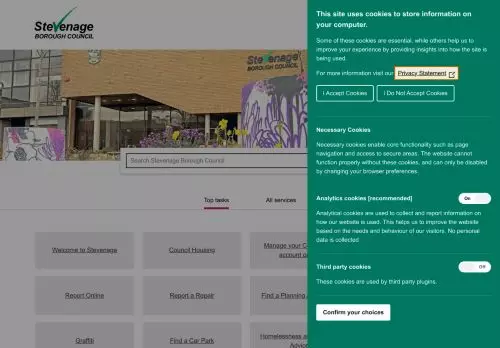 Stevenage
BOROUGH COUNCIL
Stevenage
BOROUGH COUNCIL
Search Stevenage Borough Council
Top tasks
All services
Welcome to Stevenage
Council Housing
Manage your
account
Report Online
Report a Repair
Find a Planning
Graffiti
Find a Car Park
Homelessness
Advice
This site uses cookies to store information on
your computer.
Some of these cookies are essential, while others help us to
improve your experience by providing insights into how the site is
being used.
For more information visit our Privacy Statement
I Accept Cookies
I Do Not Accept Cookies
Necessary Cookies
Necessary cookies enable core functionality such as page
navigation and access to secure areas. The website cannot
function properly without these cookies, and can only be disabled
by changing your browser preferences.
Analytics cookies [recommended]
On
Analytical cookies are used to collect and report information on
how our website is used. This helps us to improve the website
based on the needs and behaviour of our visitors. No personal
data is collected
Third party cookies
Off
These cookies are used by third party plugins.
Confirm your choices